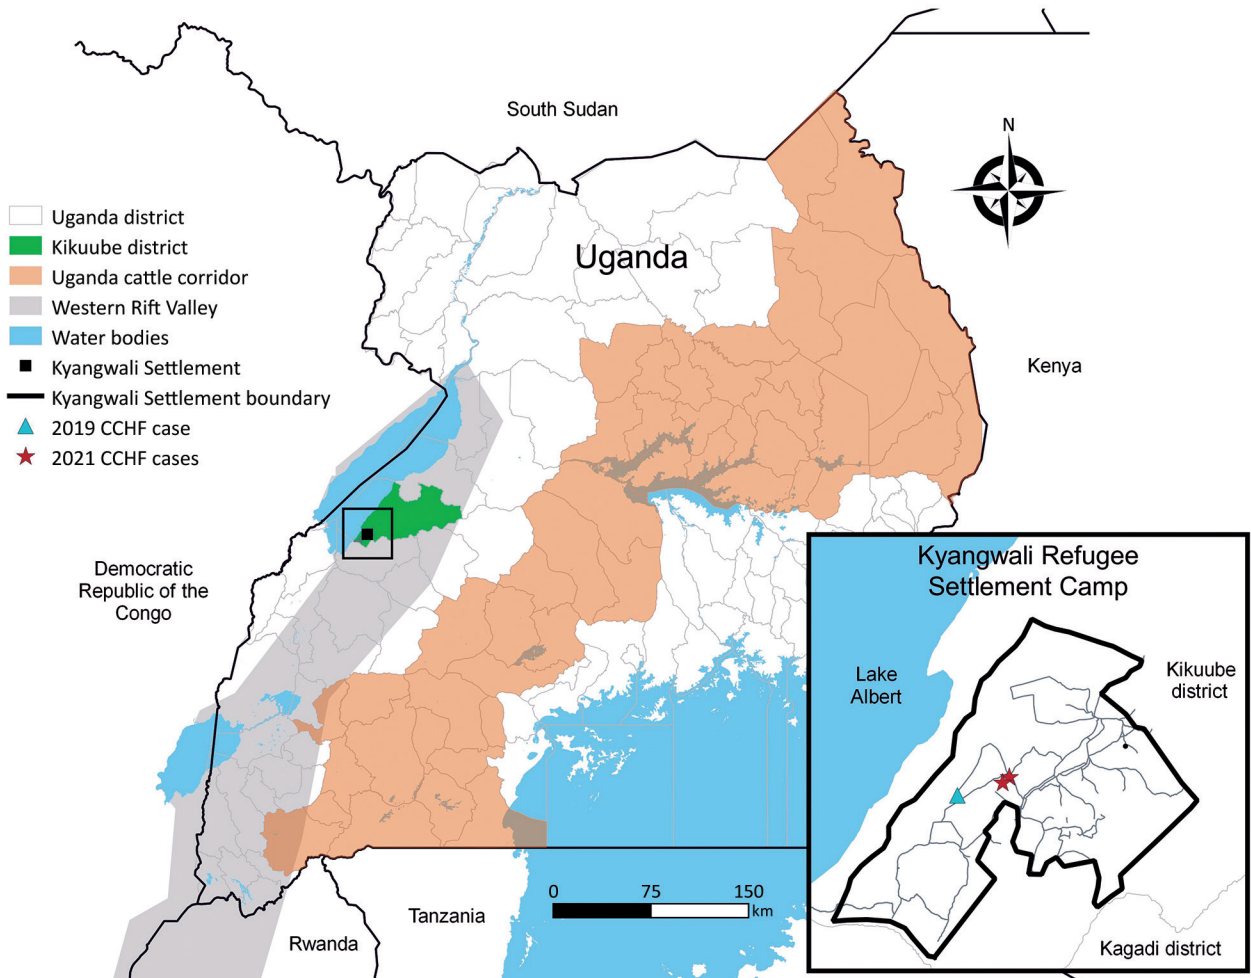 South Sudan
N
Uganda district
Kikuube district
Uganda cattle corridor
Western Rift Valley
Water bodies
Kyangwali Settlement
Kyangwali Settlement boundary
2019 CCHF case
2021 CCHF cases
Uganda
Kenya
Democratic
Republic of the
Congo
Kyangwali Refugee
Settlement Camp
Lake
Albert
Kikuube
district
Kagadi district
0 75 150
km
Tanzania
Rwanda